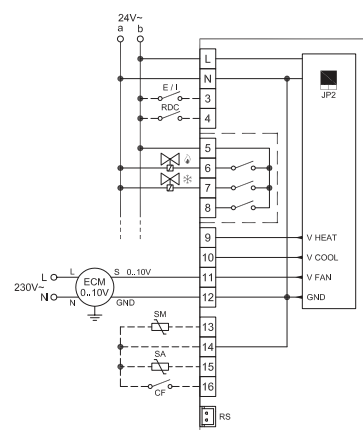 24V~
a b
L
N
E / I
3
JP2
RDC
4
5
6
7
8
9 V HEAT
10 V COOL
L L S 0..10V 11 V FAN
ECM
0..10V
230V~
N N GND 12 GND
SM
13
14
SA
15
16
CF
RS